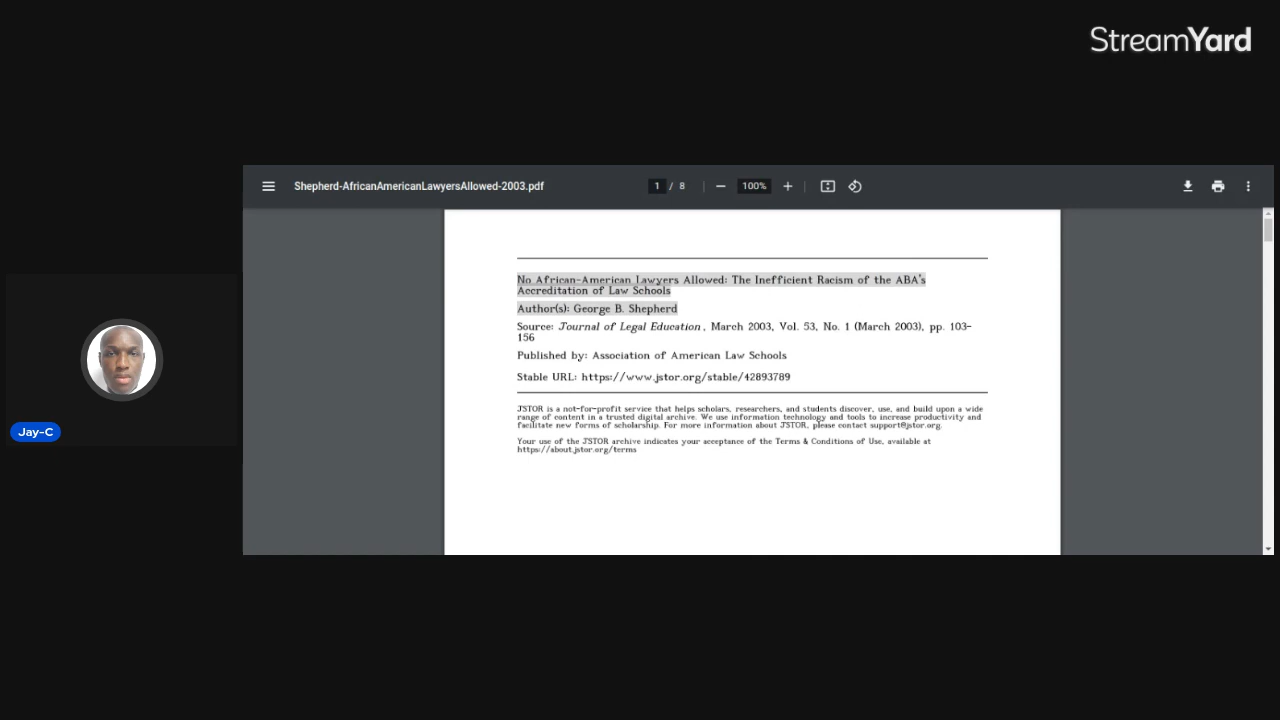 StreamYard
Shepherd-AfricanAmericanLawyersAllowed-2003.pdf
1 / 8
100%
No African-American Lawyers Allowed: The Inefficient Racism of the ABA's
Accreditation of Law Schools
Author(s): George B. Shepherd
Source: Journal of Legal Education, March 2003, Vol. 53, No. 1 (March 2003), pp. 103-
156
Published by: Association of American Law Schools
Stable URL: https://www.jstor.org/stable/42893789
JSTOR is a not-for-profit service that helps scholars, researchers, and students discover, use, and build upon a wide
range of content in a trusted digital archive. We use information technology and tools to increase productivity and
facilitate new forms of scholarship. For more information about JSTOR, please contact support@jstor.org.
Your use of the JSTOR archive indicates your acceptance of the Terms & Conditions of Use, available at
https://about.jstor.org/terms
Jay-C